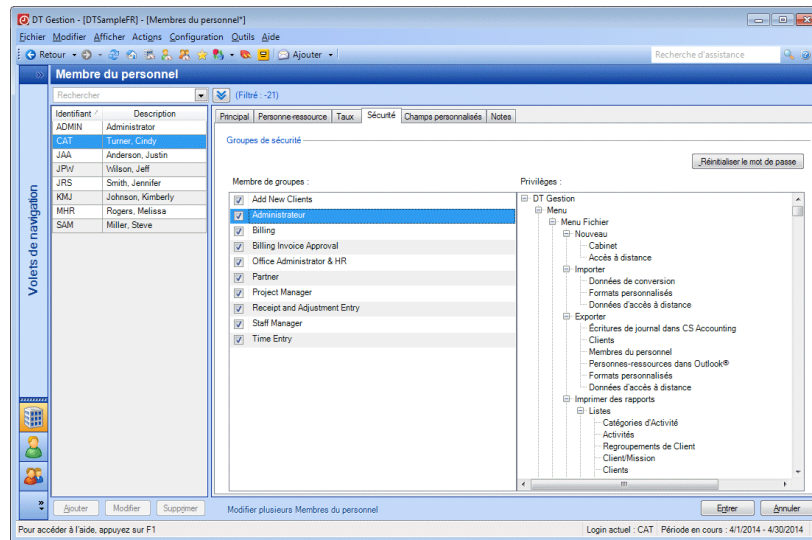 DT Gestion - [DTSampleFR] - [Membres du personnel*]
Fichier Modifier Afficher Actions Configuration Outils Aide
Retour Ajouter Recherche d'assistance
Membre du personnel
Rechercher (Filtré : -21)
Identifiant Description
ADMIN Administrator
CAT Turner, Cindy
JAA Anderson, Justin
JPW Wilson, Jeff
JRS Smith, Jennifer
KMJ Johnson, Kimberly
MHR Rogers, Melissa
SAM Miller, Steve
Volets de navigation
Principal Personne-ressource Taux Sécurité Champs personnalisés Notes
Groupes de sécurité
Réinitialiser le mot de passe
Membre de groupes :
Add New Clients
Administrateur
Billing
Billing Invoice Approval
Office Administrator & HR
Partner
Project Manager
Receipt and Adjustment Entry
Staff Manager
Time Entry
Privilèges :
DT Gestion
Menu
Menu Fichier
Nouveau
Cabinet
Accès à distance
Importer
Données de conversion
Formats personnalisés
Données d'accès à distance
Exporter
Écritures de journal dans CS Accounting
Clients
Membres du personnel
Personnes-ressources dans Outlook®
Formats personnalisés
Données d'accès à distance
Imprimer des rapports
Listes
Catégories d'Activité
Activités
Regroupements de Client
Client/Mission
Clients
Ajouter Modifier Supprimer Modifier plusieurs Membres du personnel Entrer Annuler
Pour accéder à l'aide, appuyez sur F1 Login actuel : CAT Période en cours : 4/1/2014 - 4/30/2014